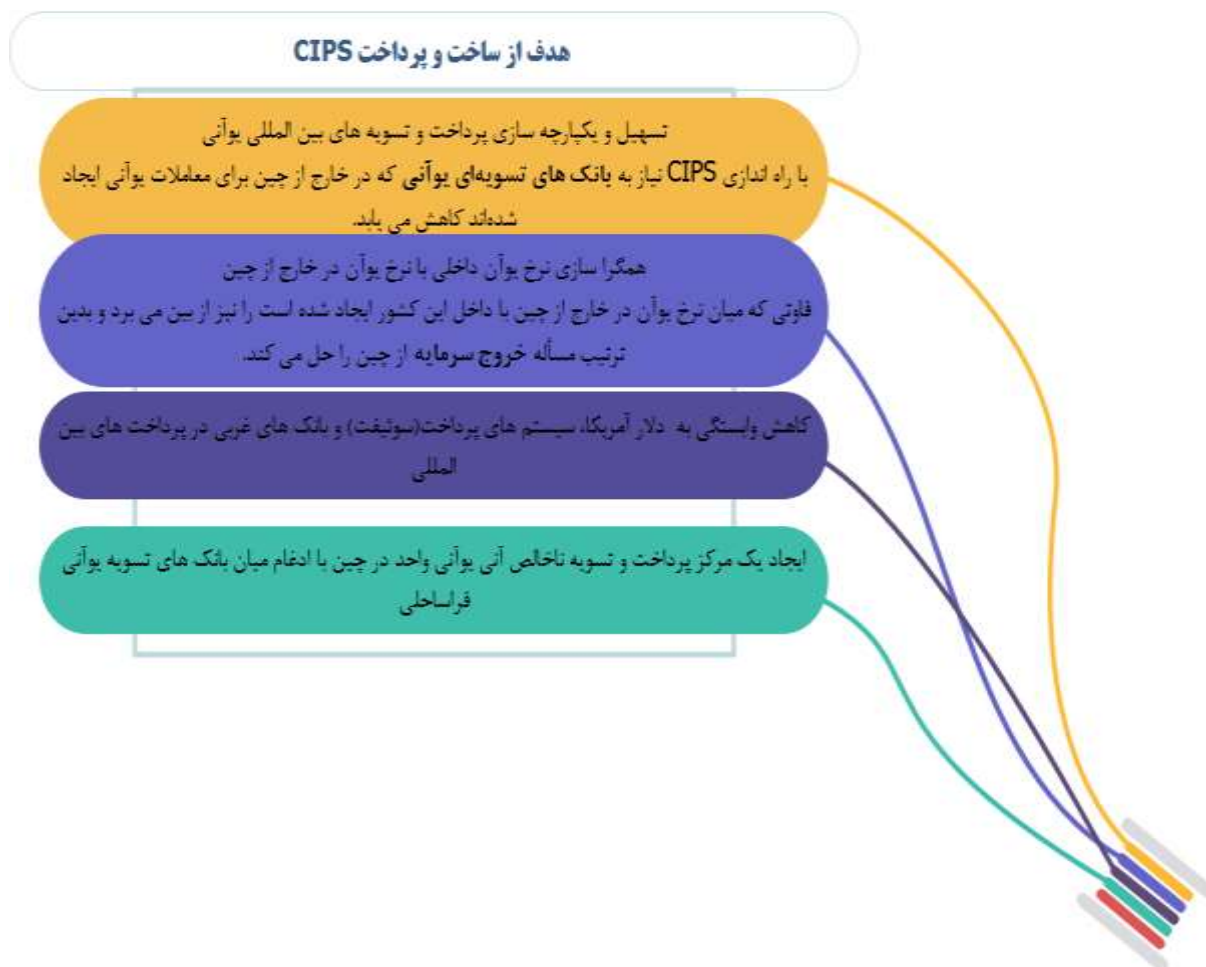 هدف از ساخت و پرداخت CIPS
تسهیل و یکپارچه سازی پرداخت و تسویه های بین المللی یوآنی
با راه اندازی CIPS نیاز به بانک های تسویه‌ای یوآنی که در خارج از چین برای معاملات یوآنی ایجاد
شده‌اند کاهش می یابد.
همگرا سازی نرخ یوآن داخلی با نرخ یوآن در خارج از چین
فاوتی که میان نرخ یوآن در خارج از چین با داخل این کشور ایجاد شده است را نیز از بین می برد و بدین
ترتیب مسأله خروج سرمایه از چین را حل می کند.
کاهش وابستگی به دلار آمریکا، سیستم های پرداخت(سوئیفت) و بانک های غربی در پرداخت های بین
المللی
ایجاد یک مرکز پرداخت و تسویه ناخالص آنی یوآنی واحد در چین با ادغام میان بانک های تسویه یوآنی
فراساحلی